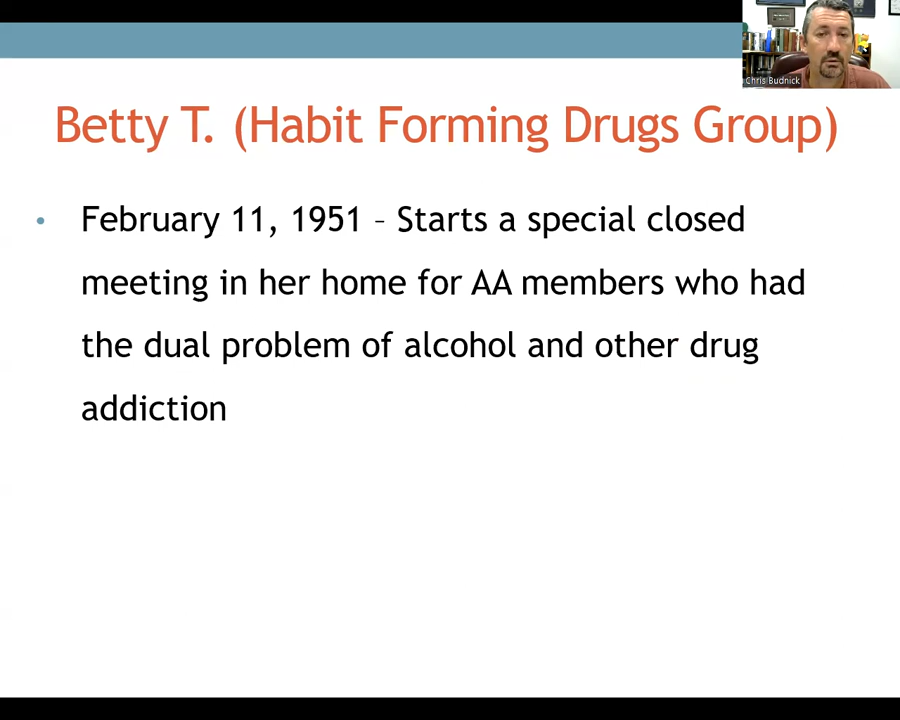 Chris Budnick
Betty T. (Habit Forming Drugs Group)
• February 11, 1951 – Starts a special closed
meeting in her home for AA members who had
the dual problem of alcohol and other drug
addiction